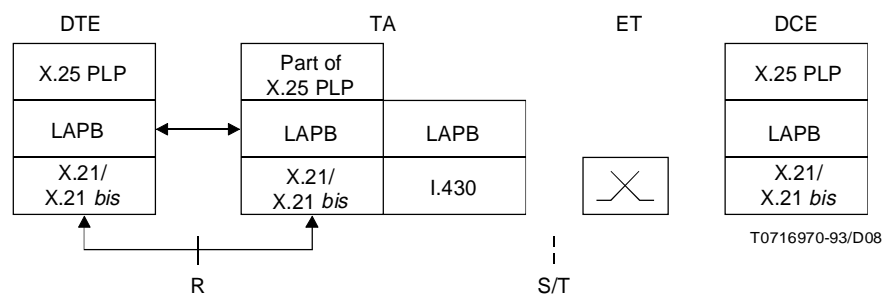 DTE TA ET DCE
X.25 PLP
Part of
X.25 PLP
X.25 PLP
LAPB LAPB LAPB LAPB
X.21/
X.21 bis
X.21/
X.21 bis
I.430
X.21/
X.21 bis
T0716970-93/D08
R S/T